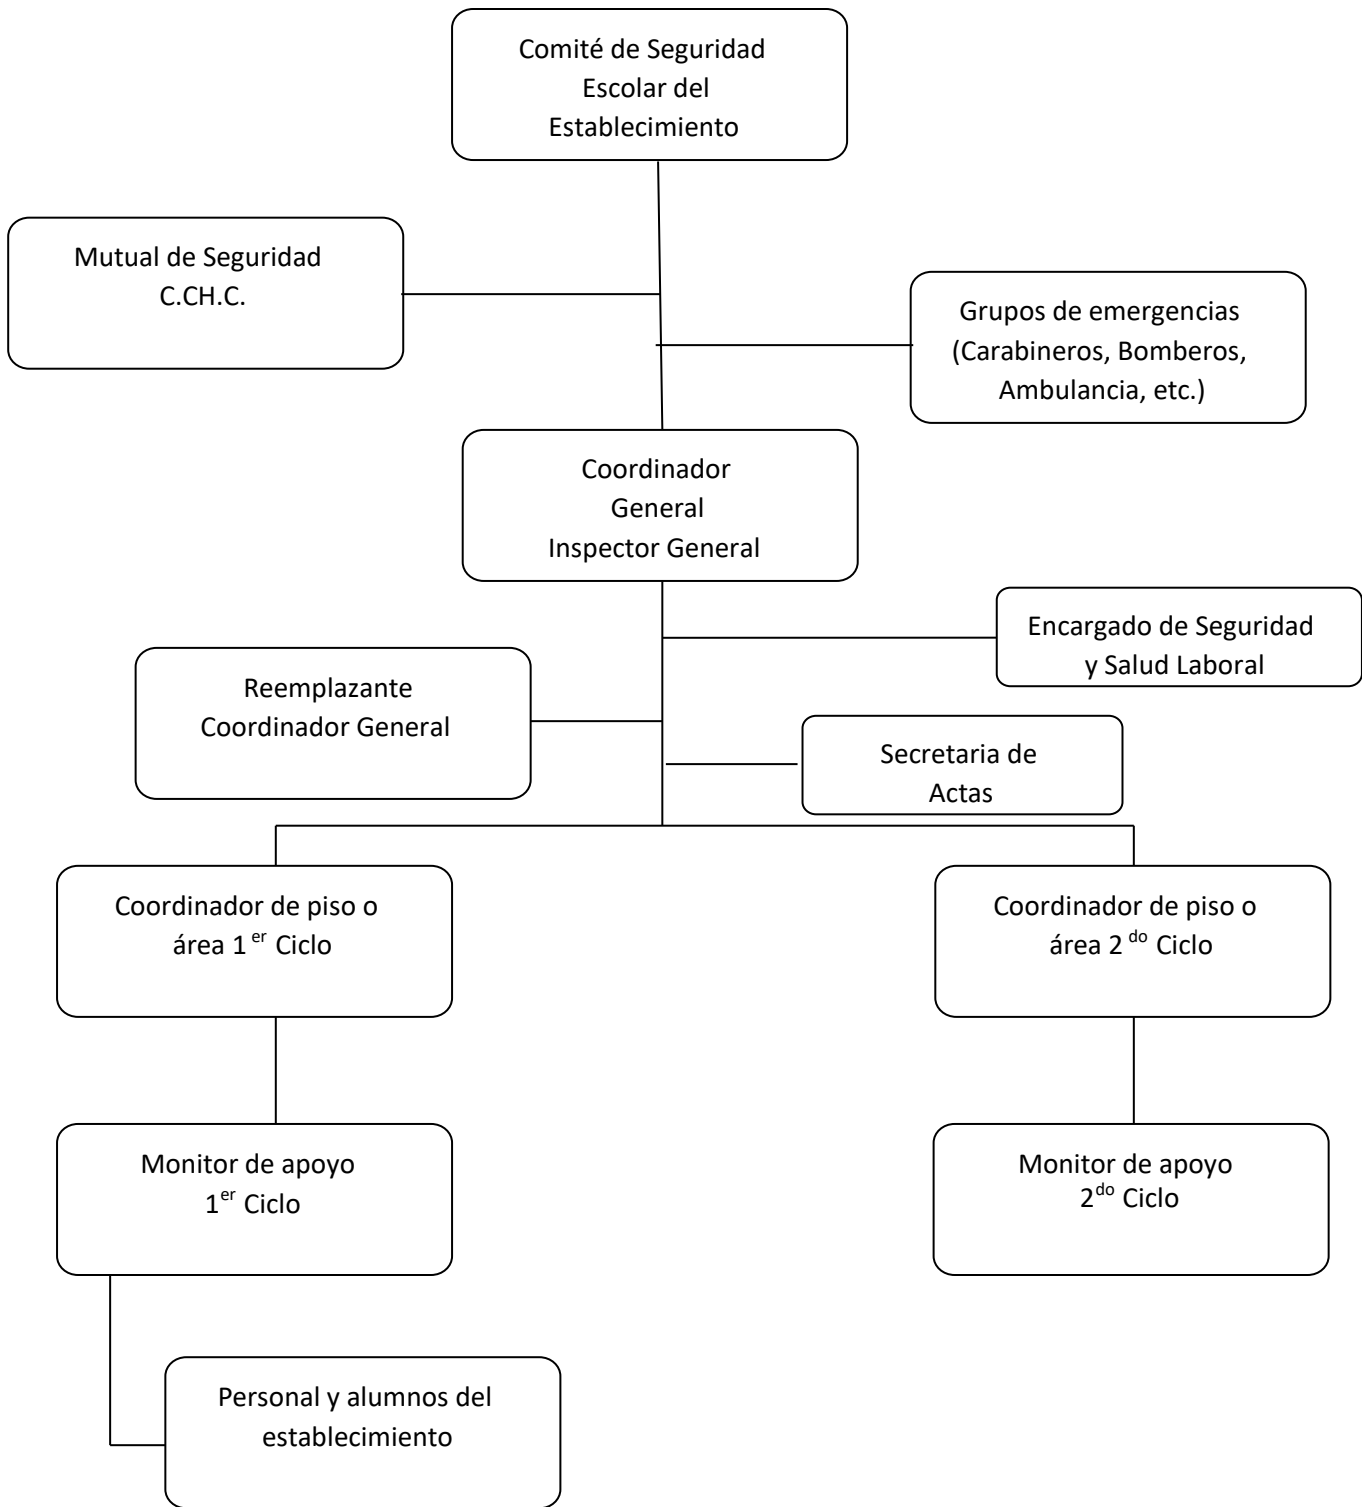 Comité de Seguridad
Escolar del
Establecimiento
Mutual de Seguridad
C.CH.C.
Grupos de emergencias
(Carabineros, Bomberos,
Ambulancia, etc.)
Coordinador
General
Inspector General
Encargado de Seguridad
y Salud Laboral
Reemplazante
Coordinador General
Secretaria de
Actas
Coordinador de piso o
área 1 er Ciclo
Coordinador de piso o
área 2 do Ciclo
Monitor de apoyo
1er Ciclo
Monitor de apoyo
2do Ciclo
Personal y alumnos del
establecimiento